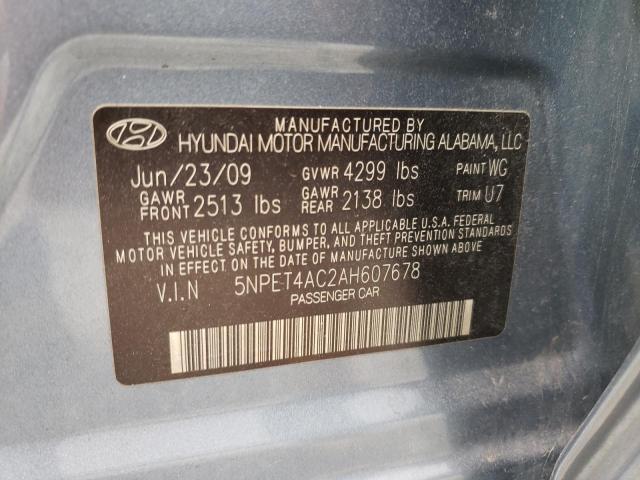 MANUFACTURED BY
HYUNDAI MOTOR MANUFACTURING ALABAMA, LLC
Jun/23/09 GVWR 4299 lbs PAINT WG
GAWR FRONT 2513 lbs GAWR REAR 2138 lbs TRIM U7
THIS VEHICLE CONFORMS TO ALL APPLICABLE U.S.A. FEDERAL
MOTOR VEHICLE SAFETY, BUMPER, AND THEFT PREVENTION STANDARDS
IN EFFECT ON THE DATE OF MANUFACTURE SHOWN ABOVE.
V.I.N 5NPET4AC2AH607678
PASSENGER CAR